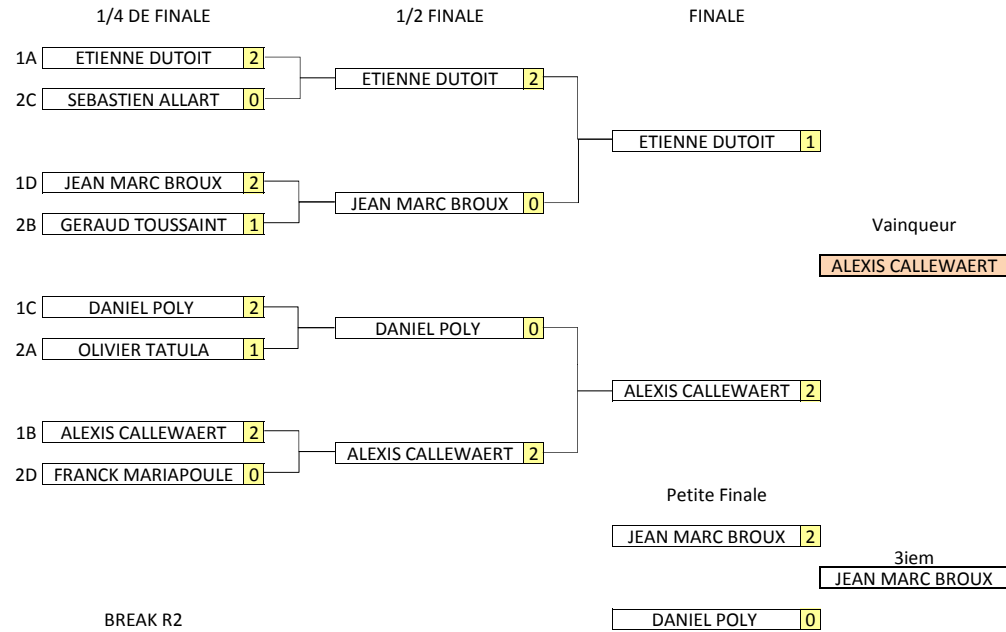 1/4 DE FINALE 1/2 FINALE FINALE
1A ETIENNE DUTOIT 2
ETIENNE DUTOIT 2
2C SEBASTIEN ALLART 0
ETIENNE DUTOIT 1
1D JEAN MARC BROUX 2
JEAN MARC BROUX 0
2B GERAUD TOUSSAINT 1
Vainqueur
ALEXIS CALLEWAERT
1C DANIEL POLY 2
DANIEL POLY 0
2A OLIVIER TATULA 1
ALEXIS CALLEWAERT 2
1B ALEXIS CALLEWAERT 2
ALEXIS CALLEWAERT 2
2D FRANCK MARIAPOULE 0
Petite Finale
JEAN MARC BROUX 2
3iem
JEAN MARC BROUX
BREAK R2 DANIEL POLY 0